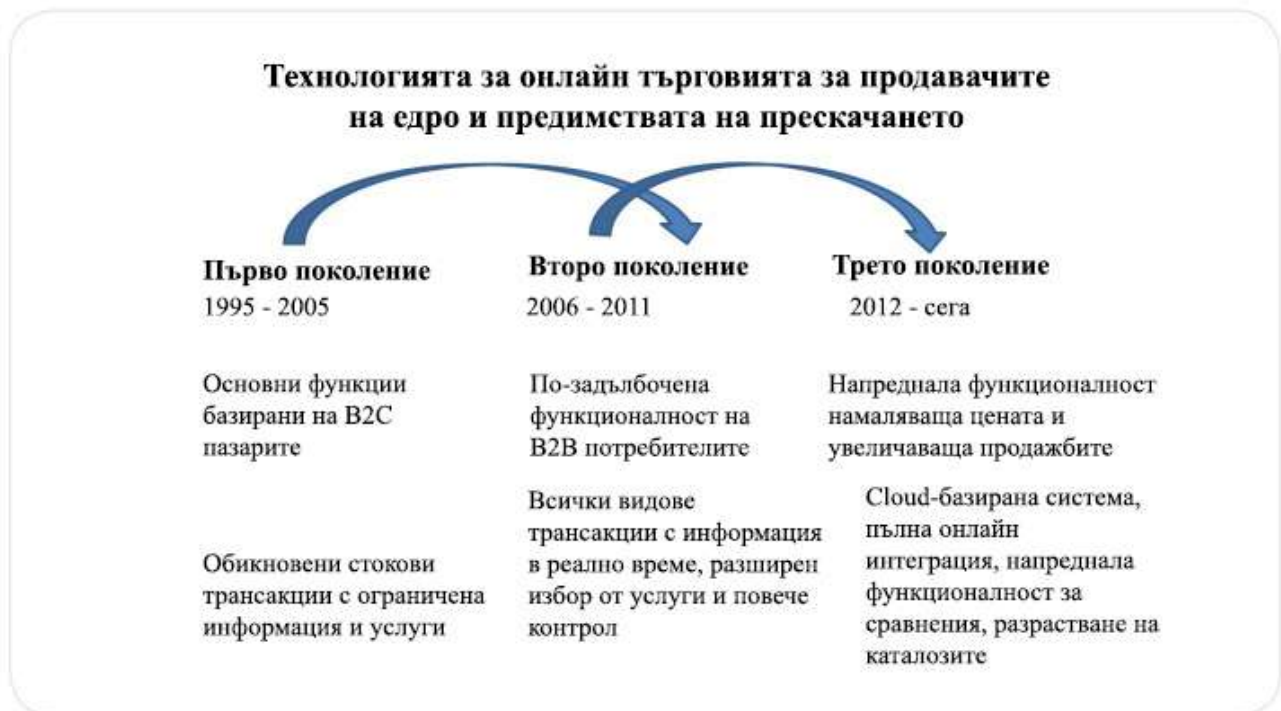 Технологията за онлайн търговията за продавачите
на едро и предимствата на прескачането
Първо поколение
1995 - 2005
Основни функции
базирани на B2C
пазарите
Обикновени стокови
трансакции с ограничена
информация и услуги
Второ поколение
2006 - 2011
По-задълбочена
функционалност на
B2B потребителите
Всички видове
трансакции с информация
в реално време, разширен
избор от услуги и повече
контрол
Трето поколение
2012 - сега
Напреднала функционалност
намаляваща цената и
увеличаваща продажбите
Cloud-базирана система,
пълна онлайн
интеграция, напреднала
функционалност за
сравнения, разрастване на
каталозите